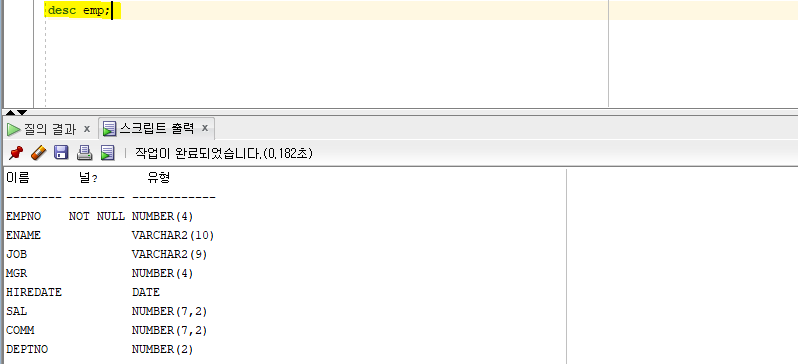 desc emp;
질의 결과 x 스크립트 출력 x
작업이 완료되었습니다.(0,182초)
이름 널? 유형
-------- -------- ------------
EMPNO NOT NULL NUMBER(4)
ENAME VARCHAR2(10)
JOB VARCHAR2(9)
MGR NUMBER(4)
HIREDATE DATE
SAL NUMBER(7,2)
COMM NUMBER(7,2)
DEPTNO NUMBER(2)